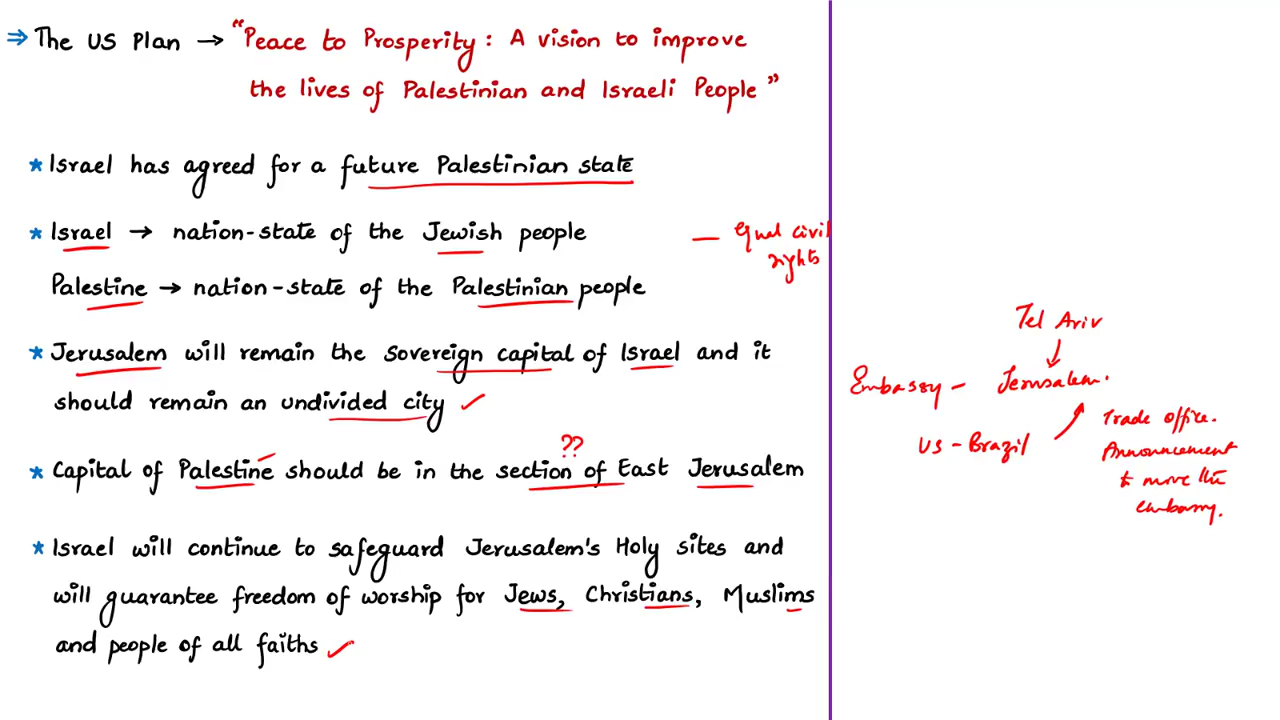 ⇒ The US Plan → "Peace to Prosperity: A vision to improve
the lives of Palestinian and Israeli People"
* Israel has agreed for a future Palestinian state
* Israel → nation-state of the Jewish people
Palestine → nation-state of the Palestinian people
— Equal civil
rights
* Jerusalem will remain the sovereign capital of Israel and it
should remain an undivided city ✓
??
* Capital of Palestine should be in the section of East Jerusalem
* Israel will continue to safeguard Jerusalem's Holy sites and
will guarantee freedom of worship for Jews, Christians, Muslims
and people of all faiths ✓
Tel Aviv
↓
Embassy - Jerusalem.
US - Brazil
Trade office.
Announcement
to move the
embassy.